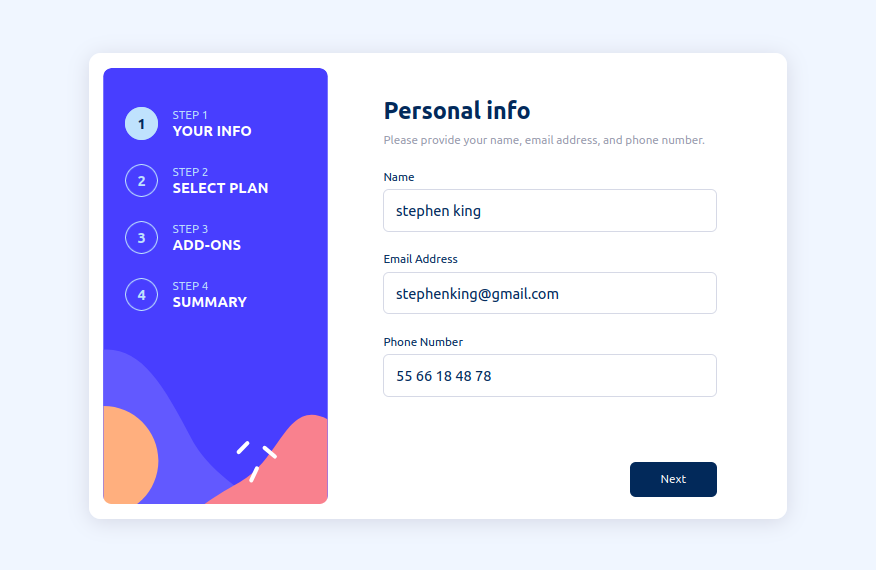 1
STEP 1
YOUR INFO
2
STEP 2
SELECT PLAN
3
STEP 3
ADD-ONS
4
STEP 4
SUMMARY
Personal info
Please provide your name, email address, and phone number.
Name
stephen king
Email Address
stephenking@gmail.com
Phone Number
55 66 18 48 78
Next